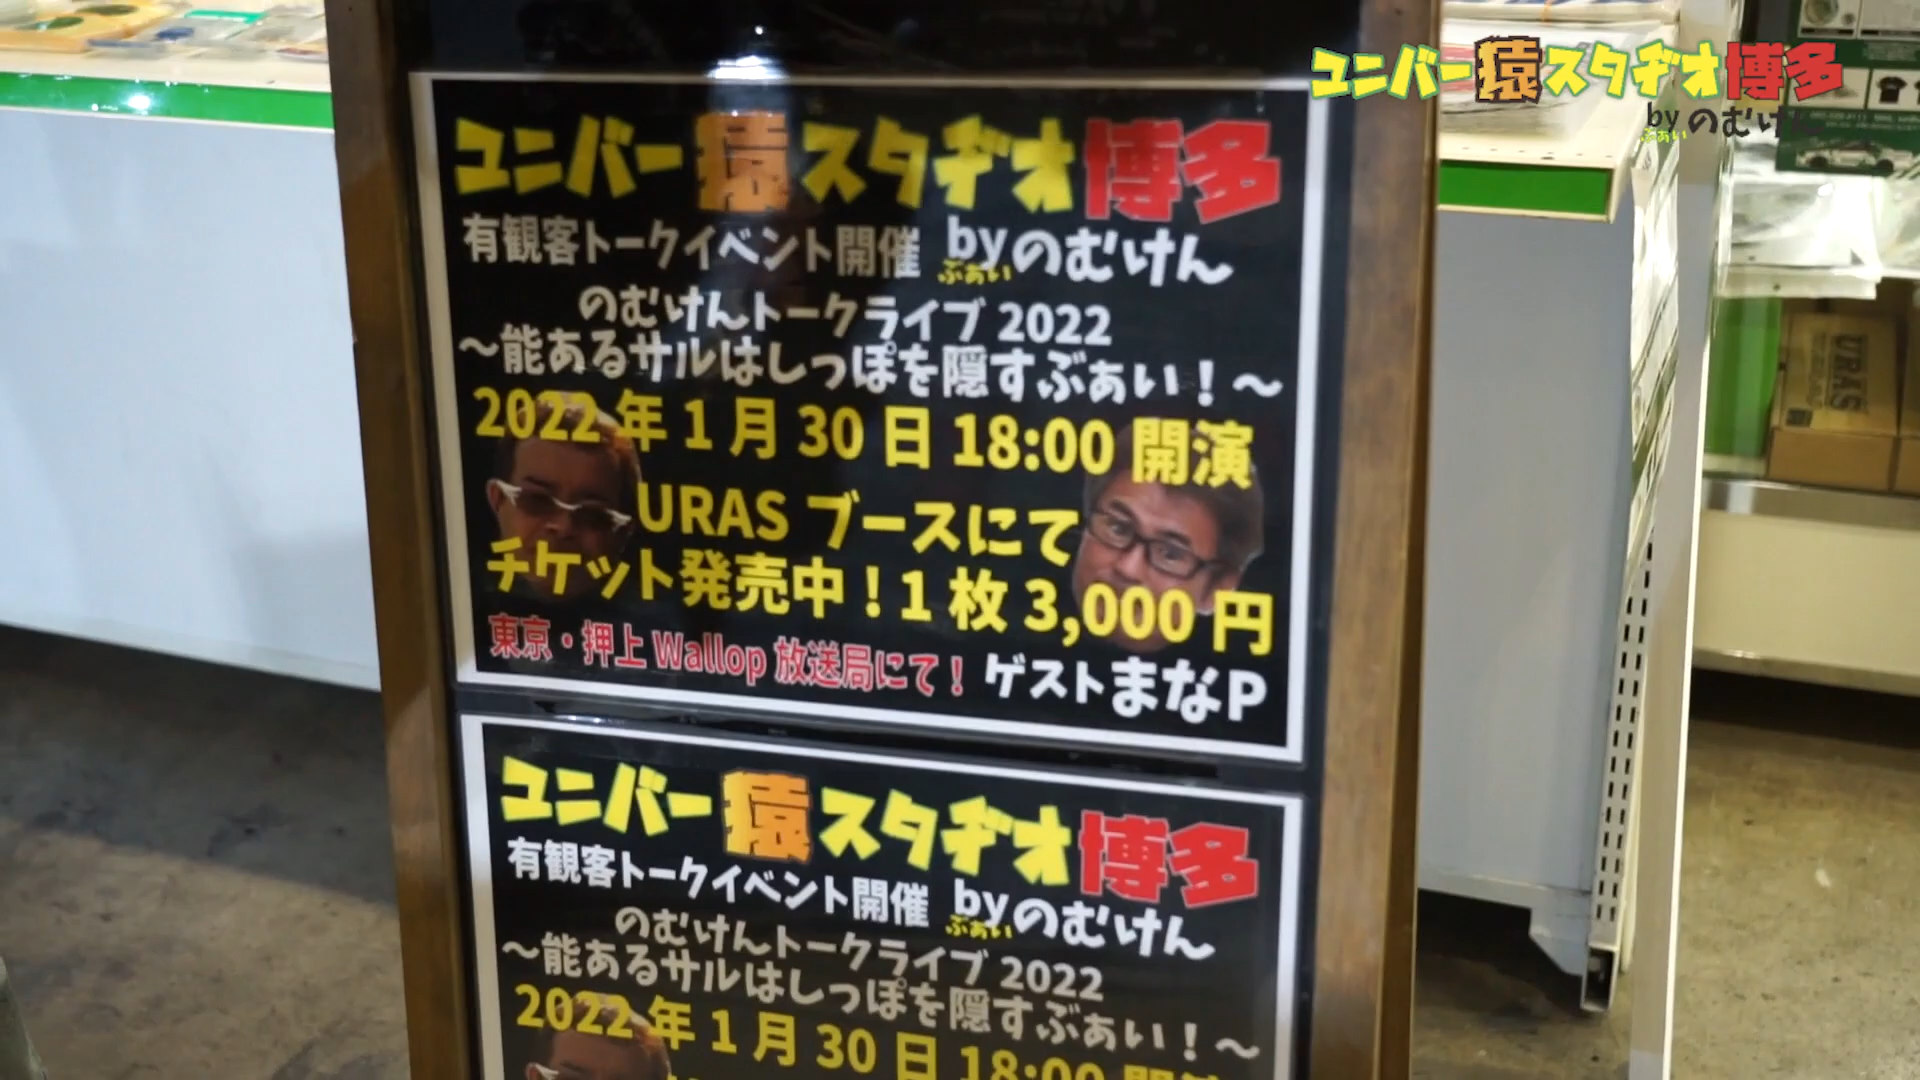 ユニバー猿スタヂオ博多
byのむけん
ぶぁい
ユニバー猿スタヂオ博多
有観客トークイベント開催 byのむけん
ぶぁい
のむけんトークライブ 2022
～能あるサルはしっぽを隠すぶぁい！～
2022年1月30日 18:00 開演
URAS ブースにて
チケット発売中！1枚 3,000円
東京・押上 Wallop 放送局にて！ ゲストまなP
ユニバー猿スタヂオ博多
有観客トークイベント開催 byのむけん
ぶぁい
のむけんトークライブ 2022
～能あるサルはしっぽを隠すぶぁい！～
2022年1月30日 18:00 開演
URAS